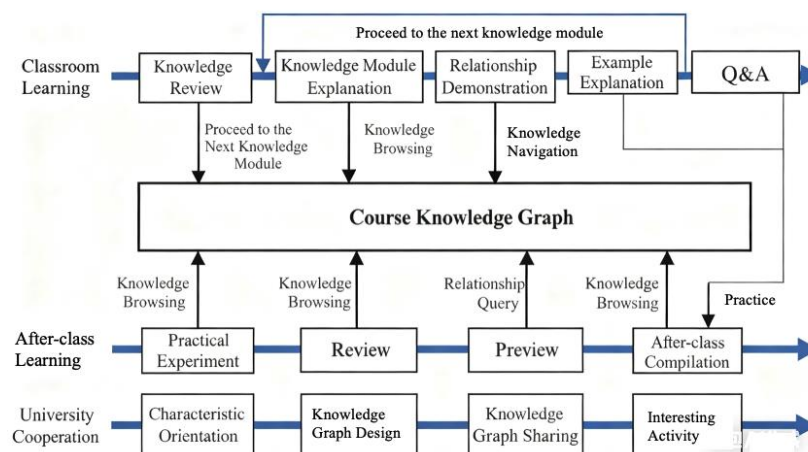 Proceed to the next knowledge module
Classroom
Learning
Knowledge
Review
Knowledge Module
Explanation
Relationship
Demonstration
Example
Explanation
Q&A
Proceed to the
Next Knowledge
Module
Knowledge
Browsing
Knowledge
Navigation
Course Knowledge Graph
Knowledge
Browsing
Knowledge
Browsing
Relationship
Query
Knowledge
Browsing
Practice
After-class
Learning
Practical
Experiment
Review
Preview
After-class
Compilation
University
Cooperation
Characteristic
Orientation
Knowledge
Graph Design
Knowledge
Graph Sharing
Interesting
Activity